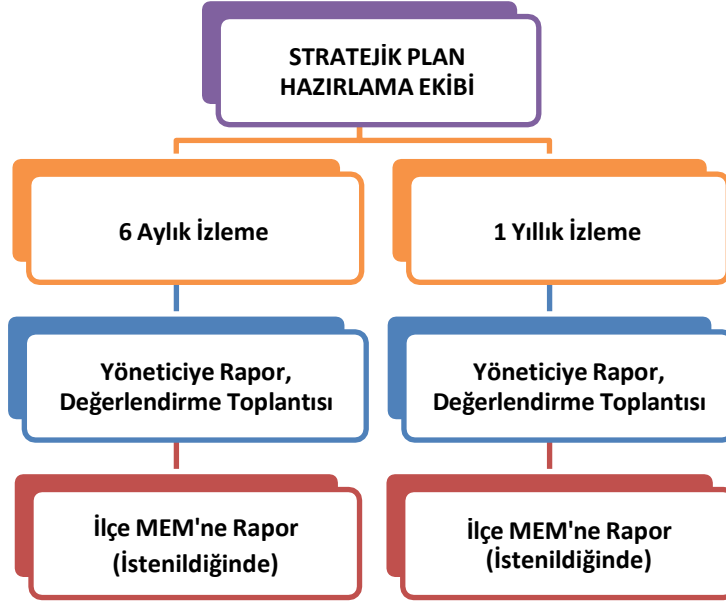 STRATEJİK PLAN
HAZIRLAMA EKİBİ
6 Aylık İzleme
1 Yıllık İzleme
Yöneticiye Rapor,
Değerlendirme Toplantısı
Yöneticiye Rapor,
Değerlendirme Toplantısı
İlçe MEM'ne Rapor
(İstenildiğinde)
İlçe MEM'ne Rapor
(İstenildiğinde)